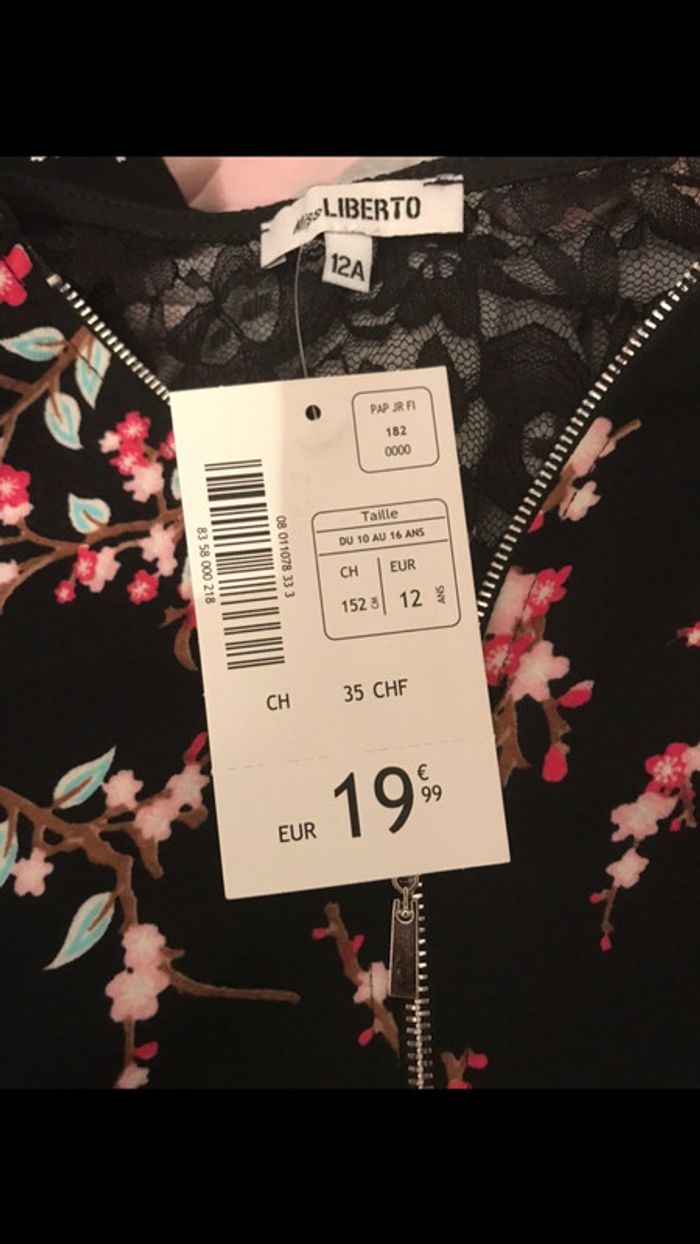 Miss LIBERTO
12A
PAP JR FI
182
0000
08 011078 33 3
83 58 000 218
Taille
DU 10 AU 16 ANS
CH EUR
152 CM 12 ANS
CH 35 CHF
EUR 19€99